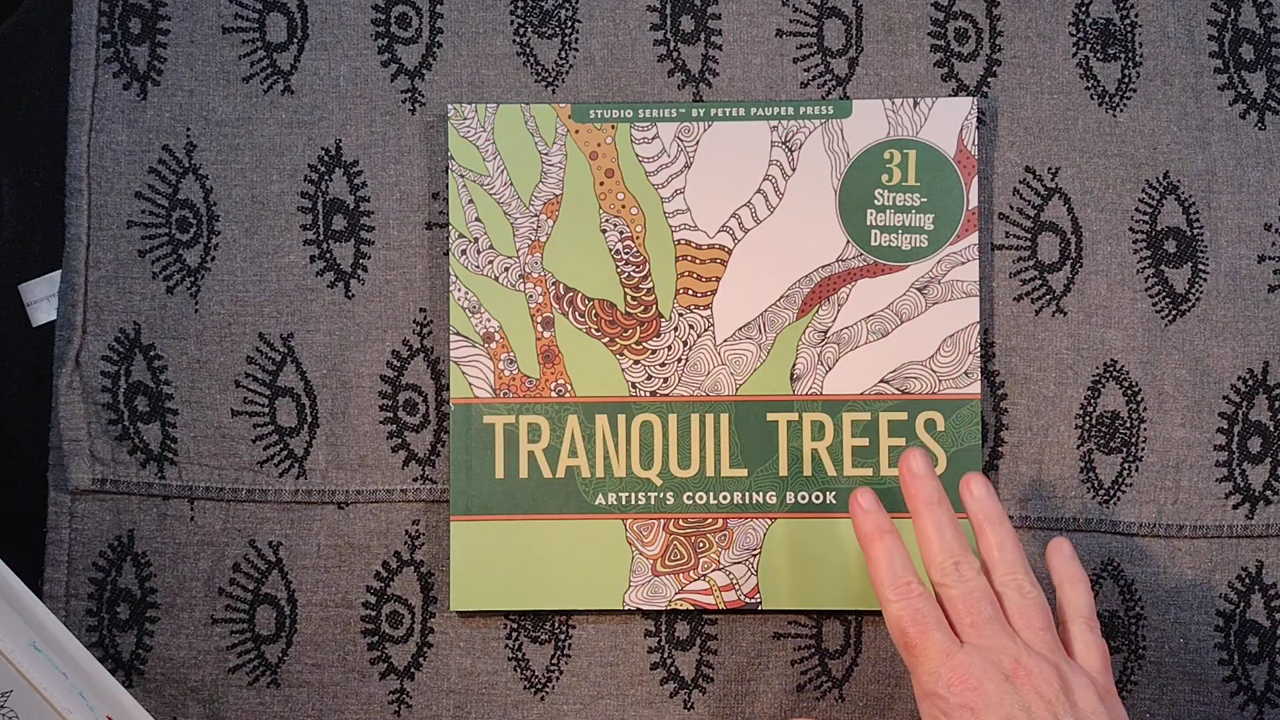 STUDIO SERIES™ BY PETER PAUPER PRESS
31
Stress-
Relieving
Designs
TRANQUIL TREES
ARTIST'S COLORING BOOK